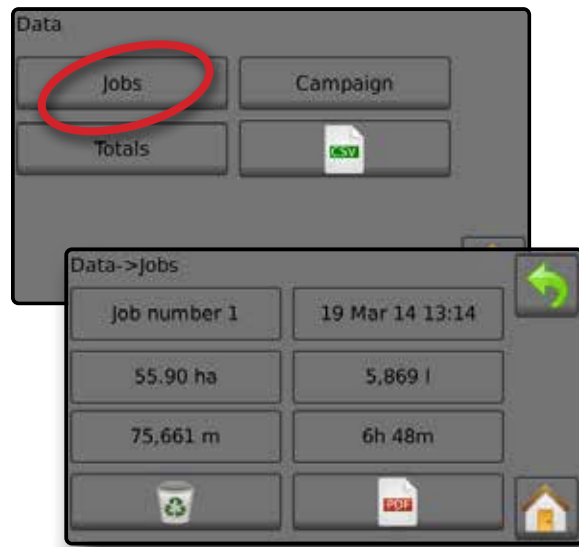 Data
Jobs Campaign
Totals CSV
Data->Jobs
Job number 1 19 Mar 14 13:14
55.90 ha 5,869 l
75,661 m 6h 48m
PDF